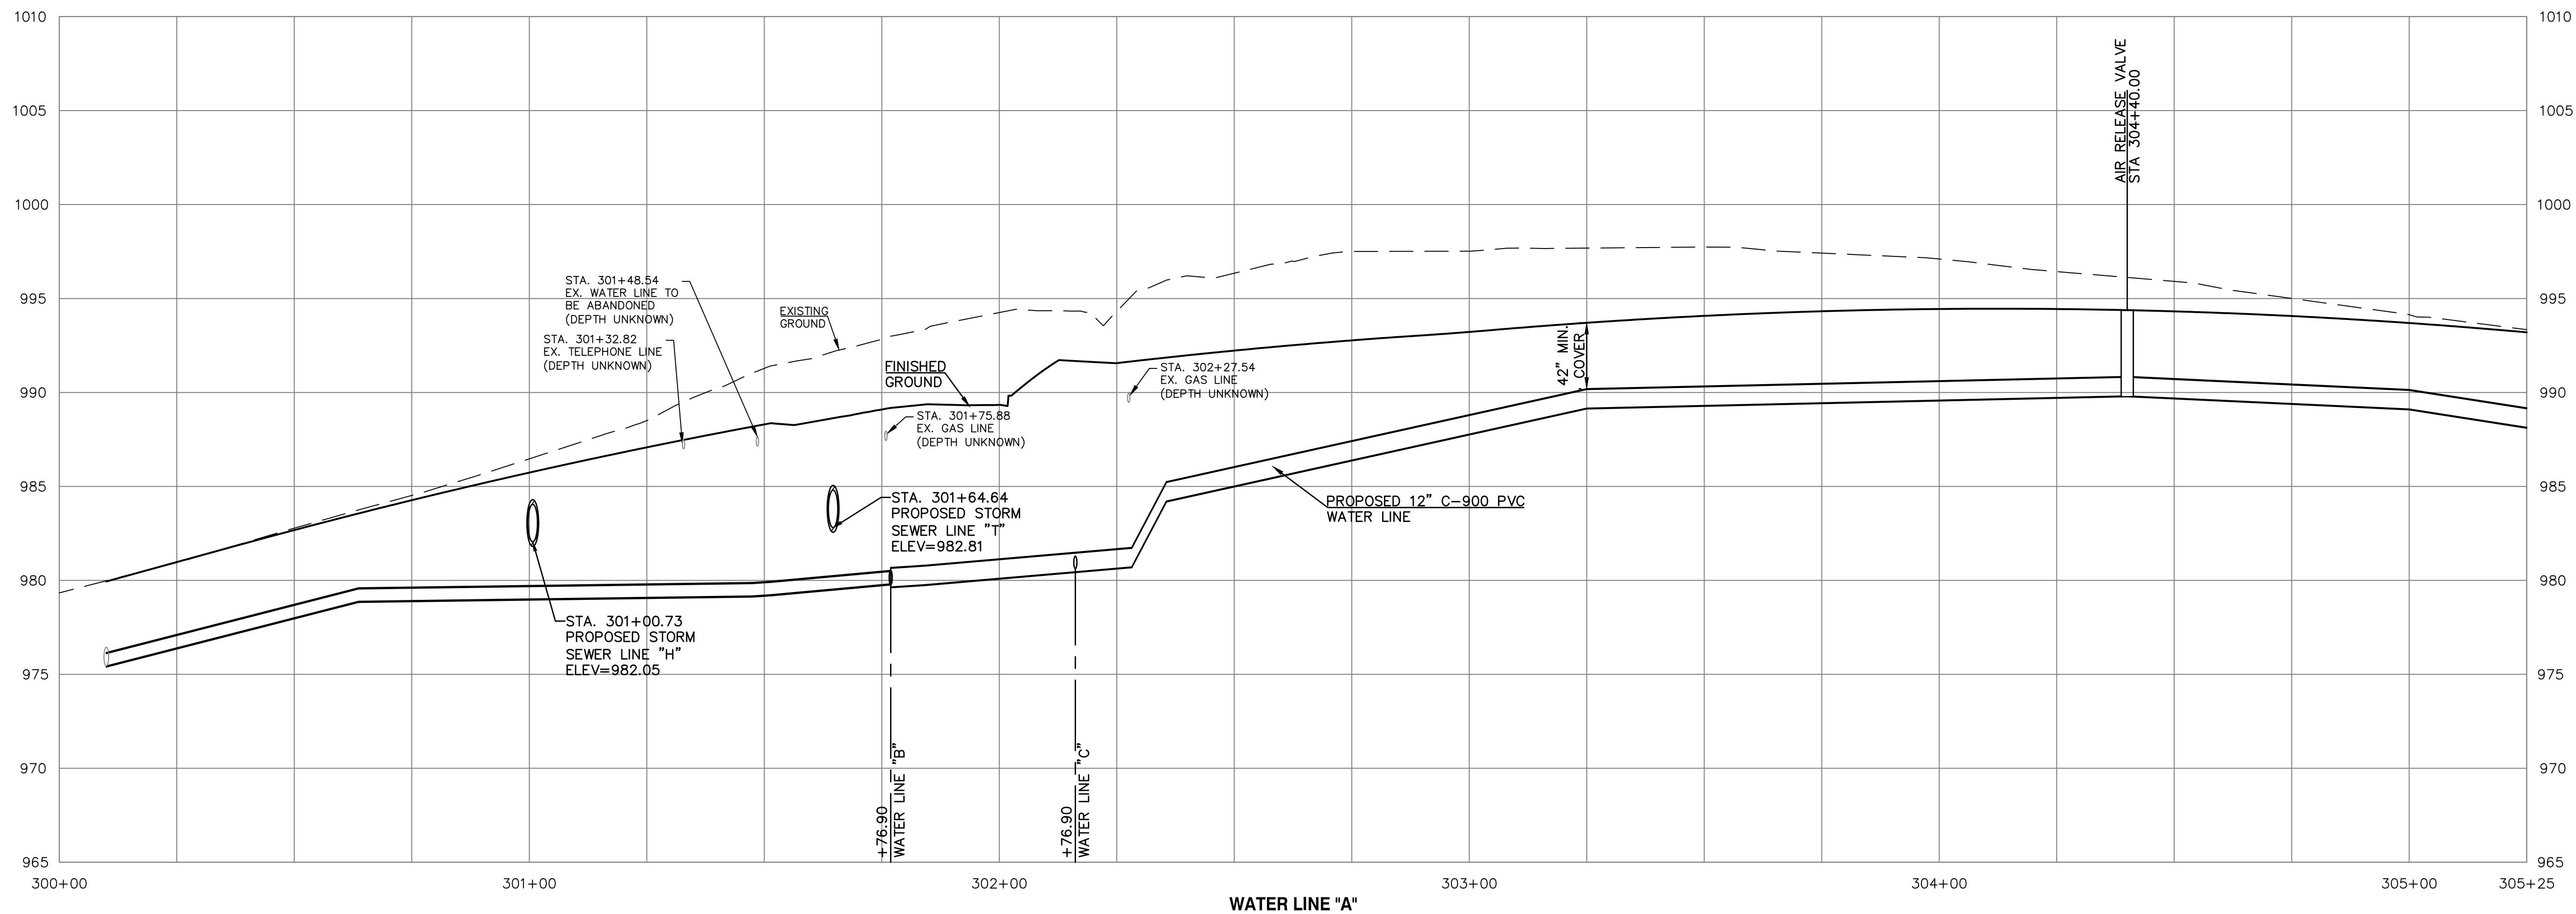 1010
1005
1000
995
990
985
980
975
970
965
1010
1005
1000
995
990
985
980
975
970
965
AIR RELEASE VALVE
STA 304+40.00
STA. 301+48.54
EX. WATER LINE TO
BE ABANDONED
(DEPTH UNKNOWN)
STA. 301+32.82
EX. TELEPHONE LINE
(DEPTH UNKNOWN)
EXISTING
GROUND
FINISHED
GROUND
STA. 301+75.88
EX. GAS LINE
(DEPTH UNKNOWN)
STA. 302+27.54
EX. GAS LINE
(DEPTH UNKNOWN)
42" MIN.
COVER
STA. 301+64.64
PROPOSED STORM
SEWER LINE "T"
ELEV=982.81
PROPOSED 12" C-900 PVC
WATER LINE
STA. 301+00.73
PROPOSED STORM
SEWER LINE "H"
ELEV=982.05
+76.90
WATER LINE "B"
+76.90
WATER LINE "C"
300+00
301+00
302+00
303+00
304+00
305+00
305+25
WATER LINE "A"